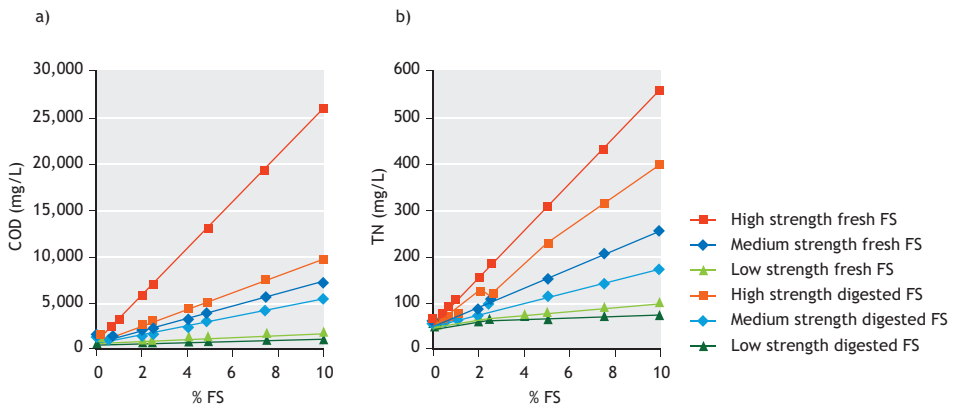 a)
30,000
25,000
20,000
15,000
10,000
5,000
0
COD (mg/L)
0 2 4 6 8 10
% FS
b)
600
500
400
300
200
100
0
TN (mg/L)
0 2 4 6 8 10
% FS
High strength fresh FS
Medium strength fresh FS
Low strength fresh FS
High strength digested FS
Medium strength digested FS
Low strength digested FS